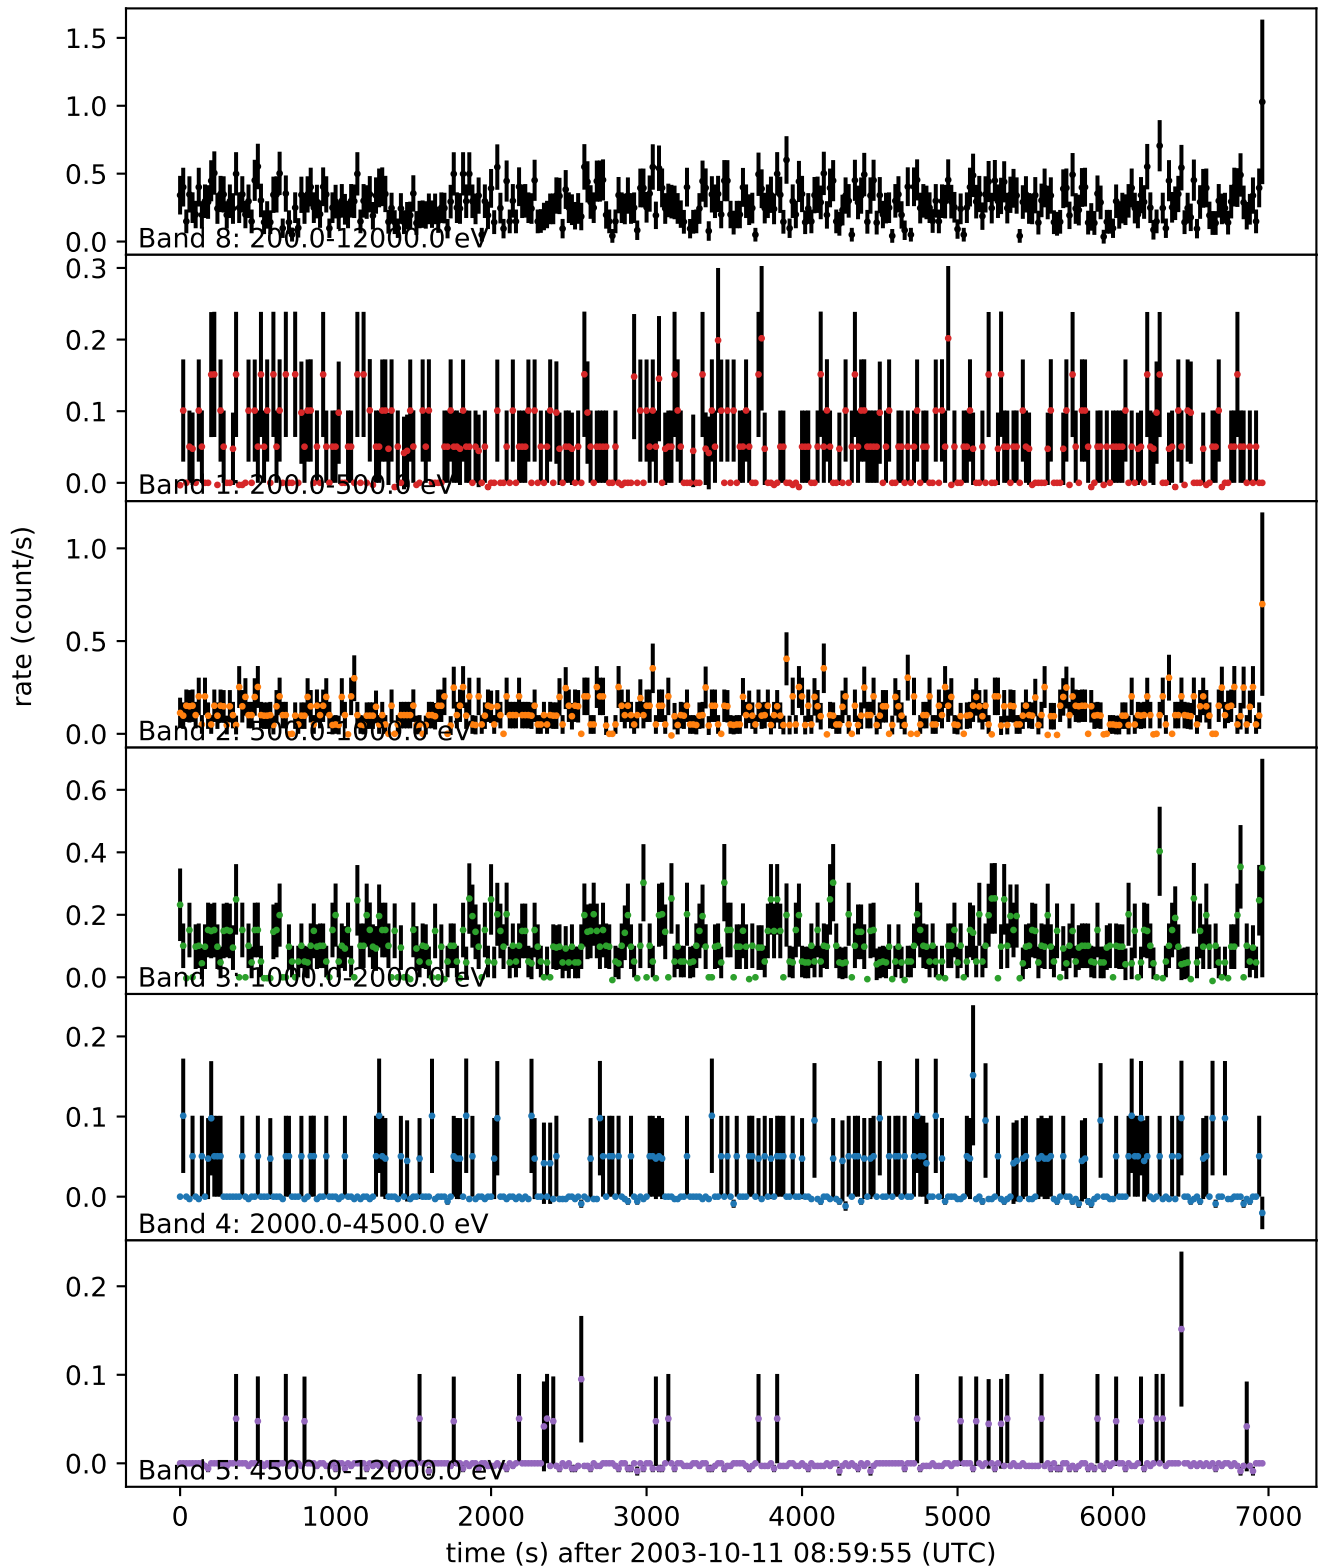 1.5
1.0
0.5
0.0
Band 8: 200.0-12000.0 eV
0.3
0.2
0.1
0.0
Band 1: 200.0-500.0 eV
1.0
0.5
0.0
Band 2: 500.0-1000.0 eV
rate (count/s)
0.6
0.4
0.2
0.0
Band 3: 1000.0-2000.0 eV
0.2
0.1
0.0
Band 4: 2000.0-4500.0 eV
0.2
0.1
0.0
Band 5: 4500.0-12000.0 eV
0 1000 2000 3000 4000 5000 6000 7000
time (s) after 2003-10-11 08:59:55 (UTC)